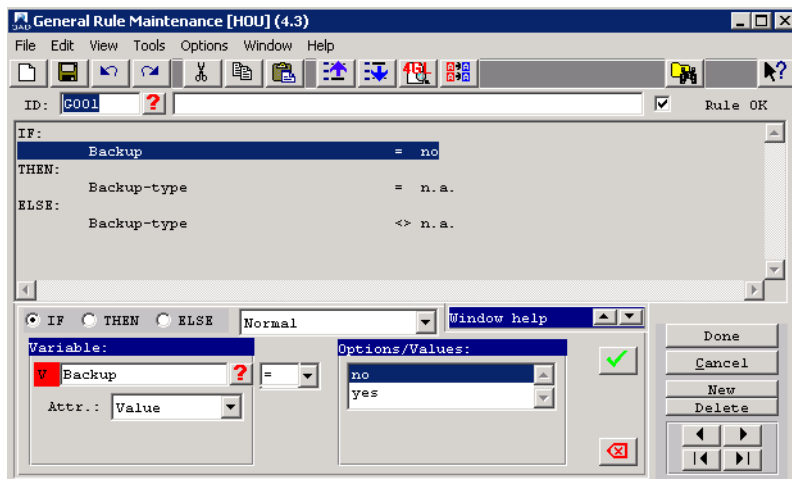 General Rule Maintenance [HOU] (4.3)
File Edit View Tools Options Window Help
ID: G001 ? Rule OK
IF:
Backup = no
THEN:
Backup-type = n.a.
ELSE:
Backup-type <> n.a.
IF THEN ELSE Normal Window help
Done
Variable: Options/Values:
Cancel
V Backup ? = no
yes
New
Attr.: Value
Delete